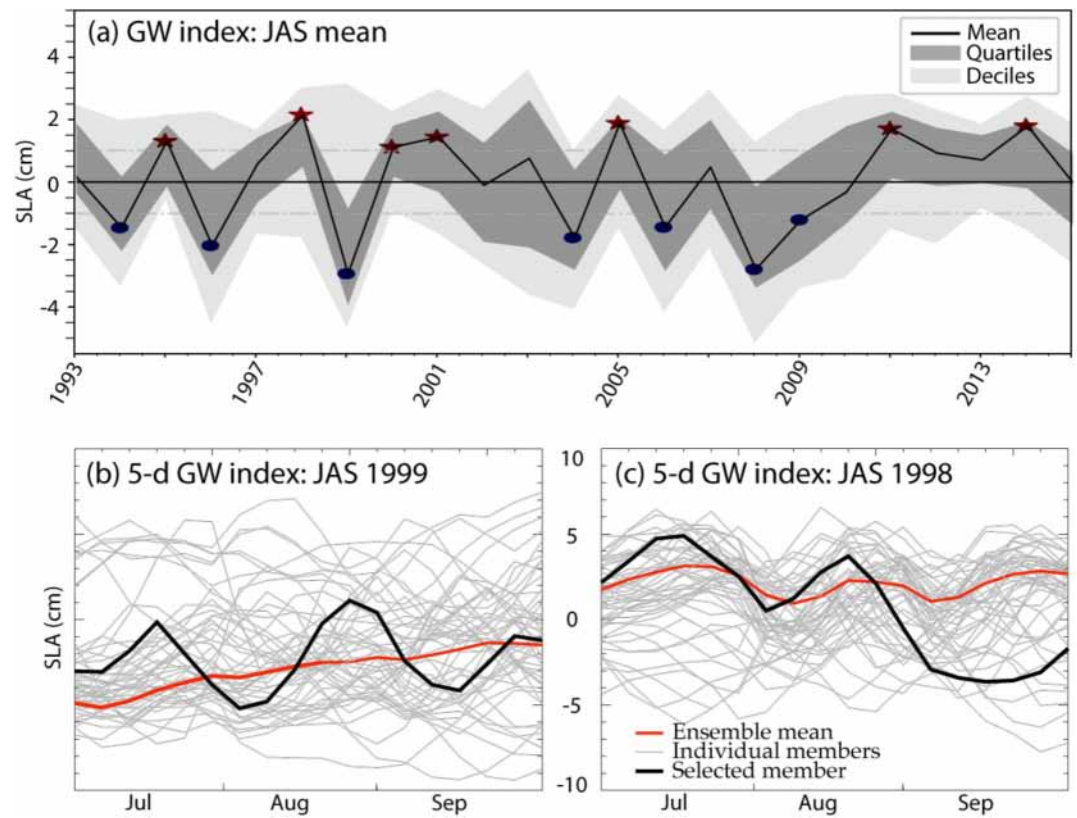 (a) GW index: JAS mean
Mean
Quartiles
Deciles
SLA (cm)
4
2
0
-2
-4
1993
1997
2001
2005
2009
2013
(b) 5-d GW index: JAS 1999
(c) 5-d GW index: JAS 1998
SLA (cm)
10
5
0
-5
-10
Ensemble mean
Individual members
Selected member
Jul Aug Sep
Jul Aug Sep